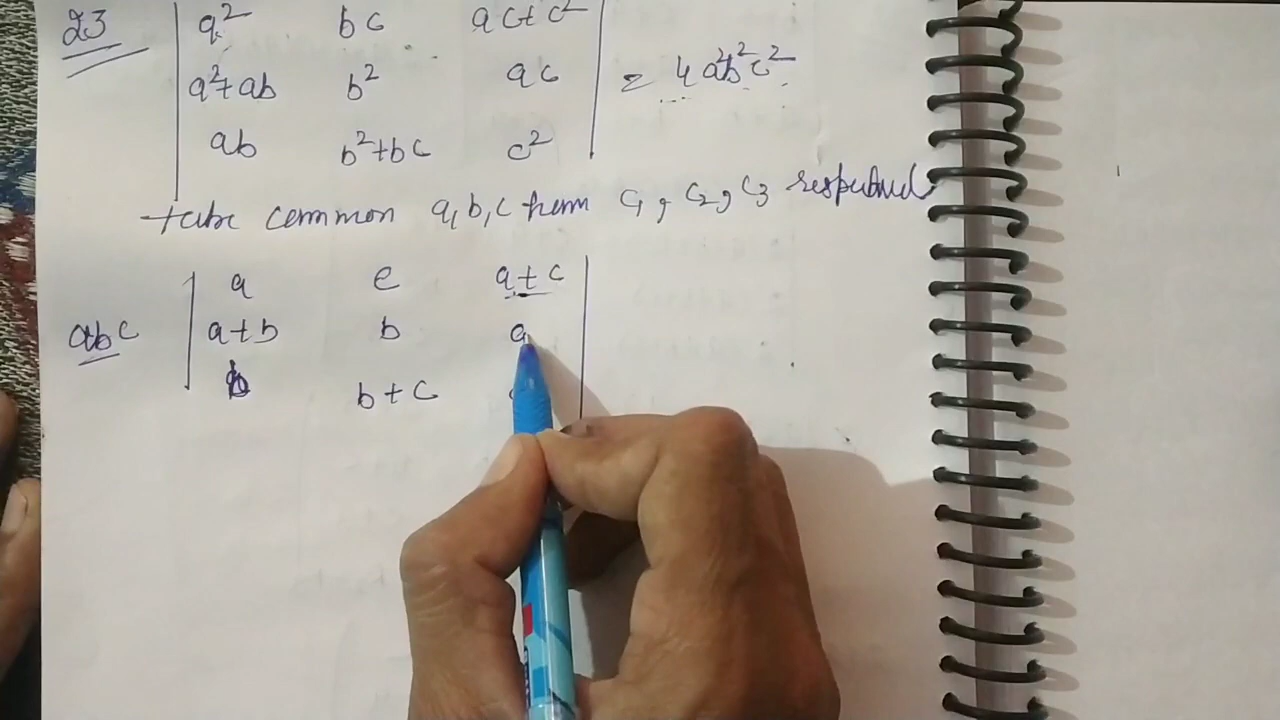 23 | a² bc ac+c² |
| a²+ab b² ac | = 4a²b²c²
| ab b²+bc c² |
take common a,b,c from C₁, C₂, C₃
| a c a+c |
abc | a+b b a |
| b b+c